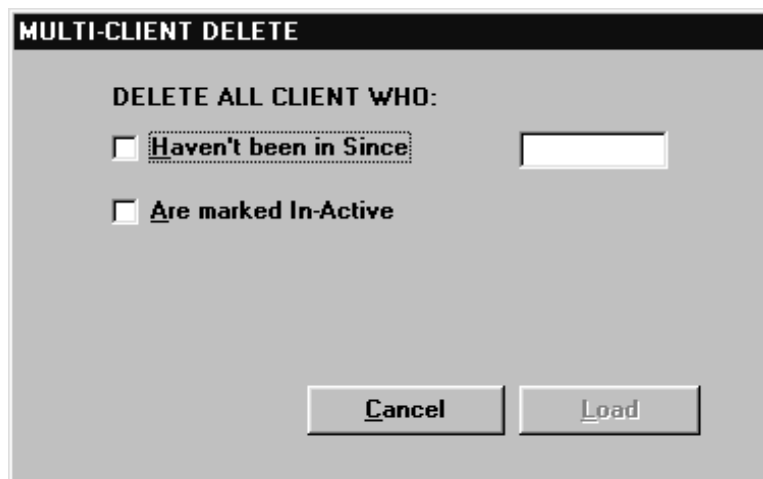 MULTI-CLIENT DELETE
DELETE ALL CLIENT WHO:
Haven't been in Since
Are marked In-Active
Cancel Load